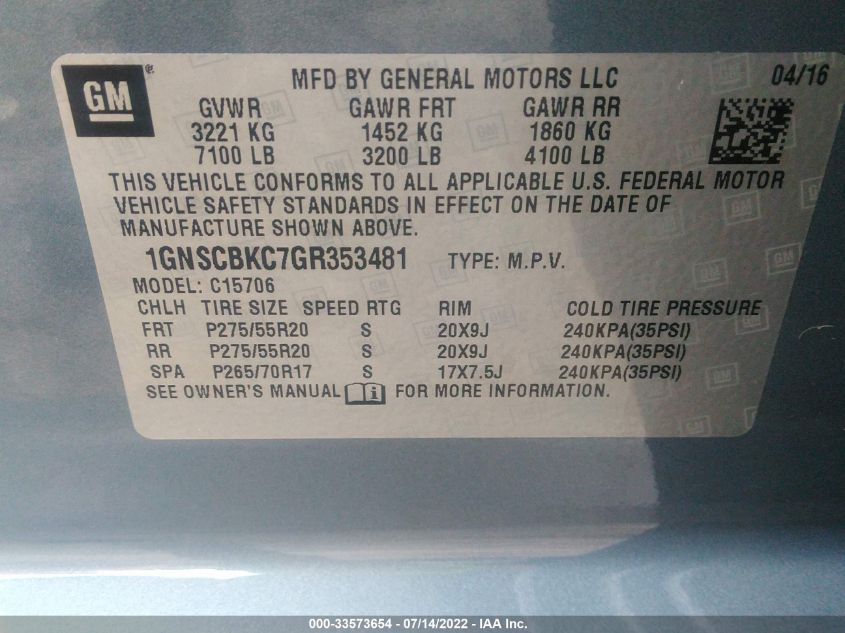 GM ®
MFD BY GENERAL MOTORS LLC 04/16
GVWR GAWR FRT GAWR RR
3221 KG 1452 KG 1860 KG
7100 LB 3200 LB 4100 LB
THIS VEHICLE CONFORMS TO ALL APPLICABLE U.S. FEDERAL MOTOR
VEHICLE SAFETY STANDARDS IN EFFECT ON THE DATE OF
MANUFACTURE SHOWN ABOVE.
1GNSCBKC7GR353481 TYPE: M.P.V.
MODEL: C15706
CHLH TIRE SIZE SPEED RTG RIM COLD TIRE PRESSURE
FRT P275/55R20 S 20X9J 240KPA(35PSI)
RR P275/55R20 S 20X9J 240KPA(35PSI)
SPA P265/70R17 S 17X7.5J 240KPA(35PSI)
SEE OWNER'S MANUAL i FOR MORE INFORMATION.
000-33573654 - 07/14/2022 - IAA Inc.